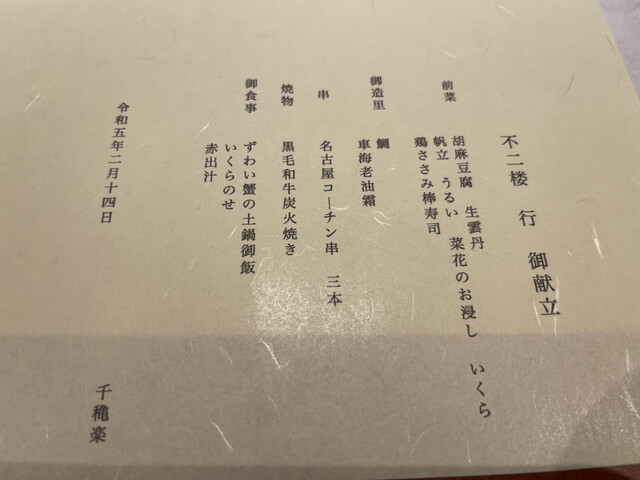 不二楼 行 御献立
前菜
胡麻豆腐 生雲丹
帆立 うるい 菜花のお浸し いくら
鶏ささみ棒寿司
御造里
鯛
車海老油霜
串
名古屋コーチン串 三本
焼物
黒毛和牛炭火焼き
御食事
ずわい蟹の土鍋御飯
いくらのせ
赤出汁
令和五年二月十四日
千穐楽